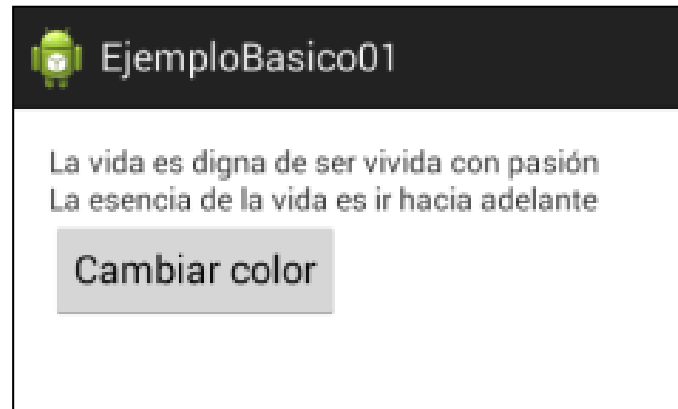 EjemploBasico01
La vida es digna de ser vivida con pasión
La esencia de la vida es ir hacia adelante
Cambiar color